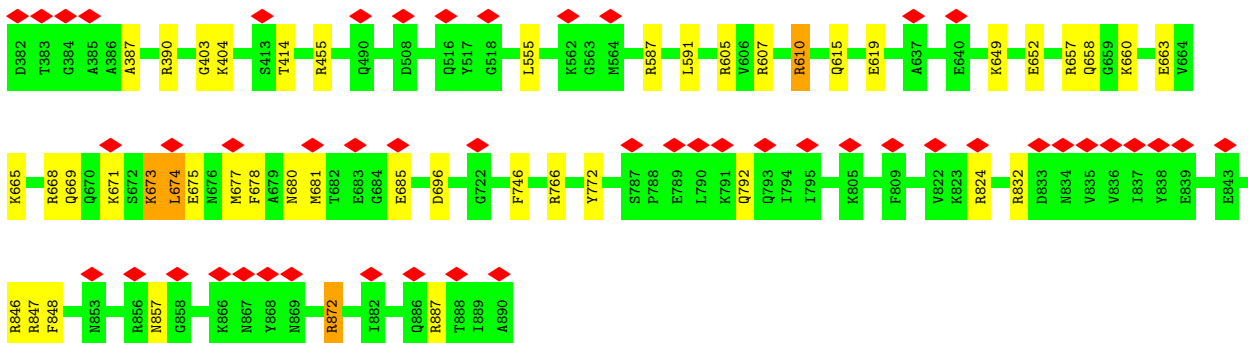 D382 T383 G384 A385 A386 A387 R390 G403 K404 S413 T414 R455 Q490 D508 Q516 Y517 G518 L555 K562 G563 M564 R587 L591 R605 V606 R607 R610 Q615 E619 A637 E640 K649 E652 R657 Q658 G659 K660 E663 V664
K665 R668 Q669 Q670 K671 S672 K673 L674 E675 N676 M677 F678 A679 N680 M681 T682 E683 G684 E685 D696 G722 F746 R766 Y772 S787 P788 E789 L790 K791 Q792 Q793 I794 I795 K805 F809 V822 K823 R824 R832 D833 N834 V835 V836 I837 Y838 E839 E843
R846 R847 F848 N853 R856 N857 G858 K866 N867 Y868 N869 R872 I882 Q886 R887 T888 I889 A890